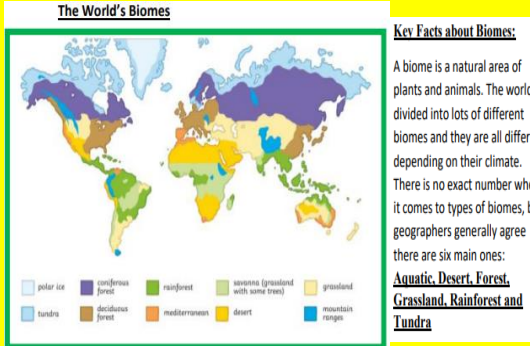 The World's Biomes
polar ice
coniferous
forest
rainforest
savanna (grassland
with some trees)
grassland
tundra
deciduous
forest
mediterranean
desert
mountain
ranges
Key Facts about Biomes:
A biome is a natural area of
plants and animals. The world
divided into lots of different
biomes and they are all differ
depending on their climate.
There is no exact number whe
it comes to types of biomes, b
geographers generally agree
there are six main ones:
Aquatic, Desert, Forest,
Grassland, Rainforest and
Tundra